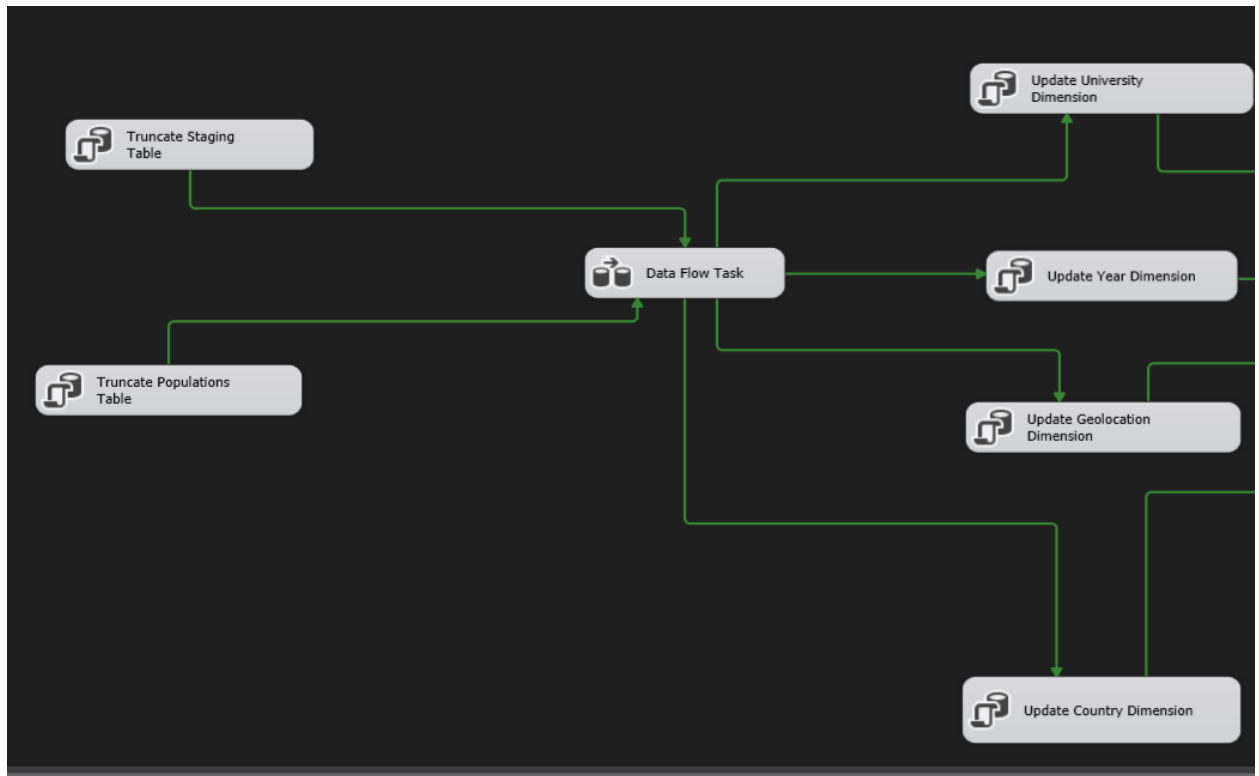 Update University
Dimension
Truncate Staging
Table
Data Flow Task
Update Year Dimension
Truncate Populations
Table
Update Geolocation
Dimension
Update Country Dimension